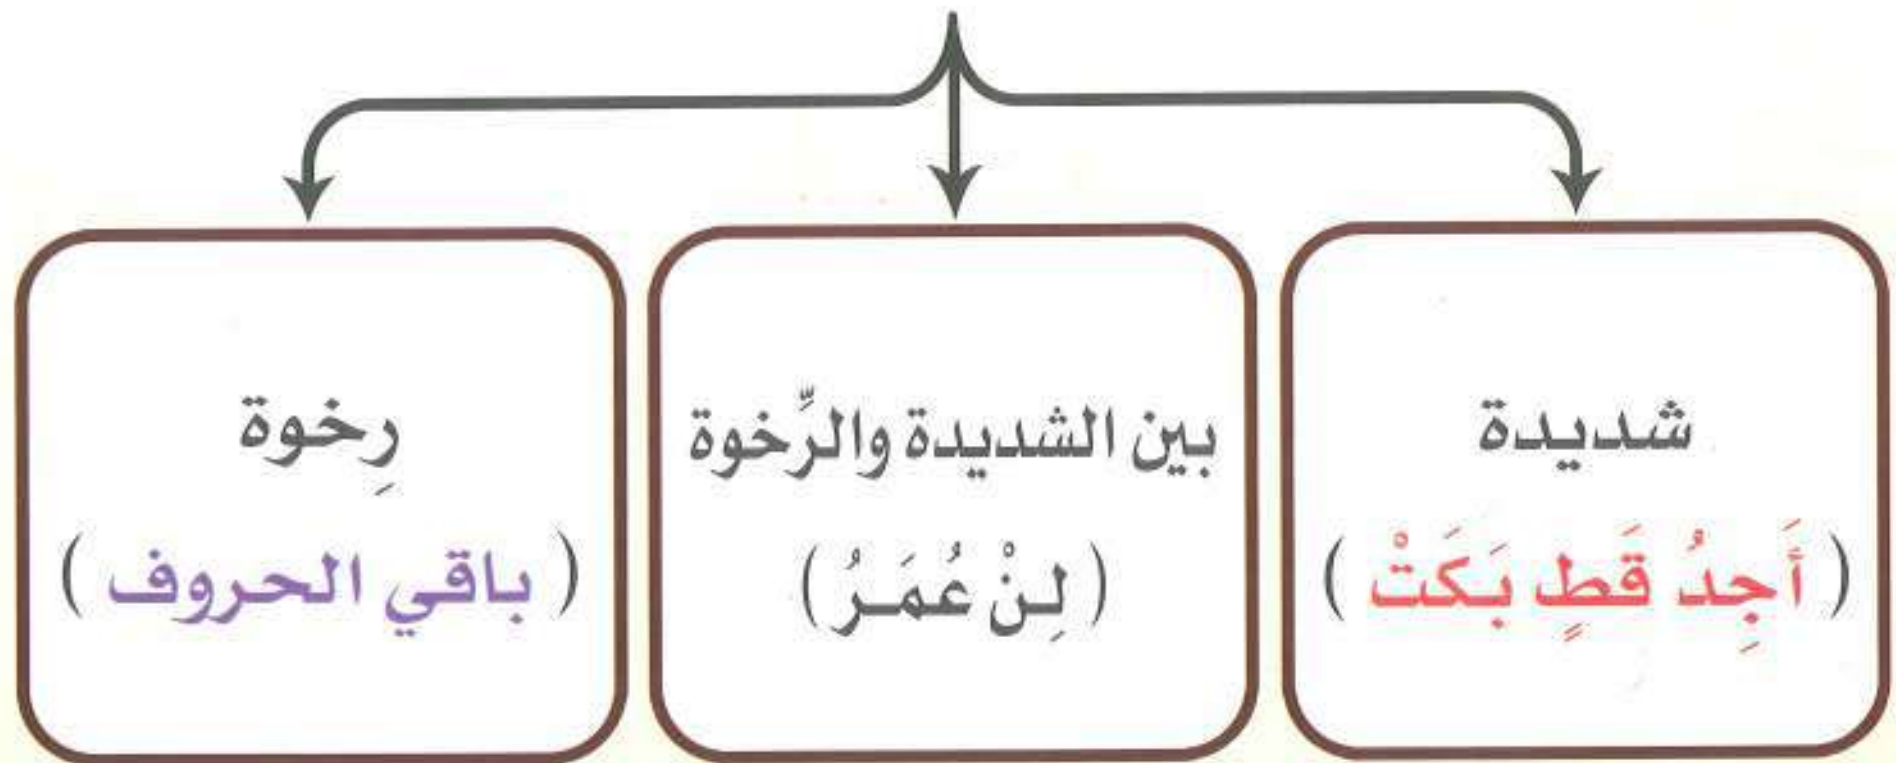 شديدة
( أَجِدُ قَطٍ بَكَتْ )
بين الشديدة والرِّخوة
( لِنْ عُمَرُ )
رِخوة
( باقي الحروف )